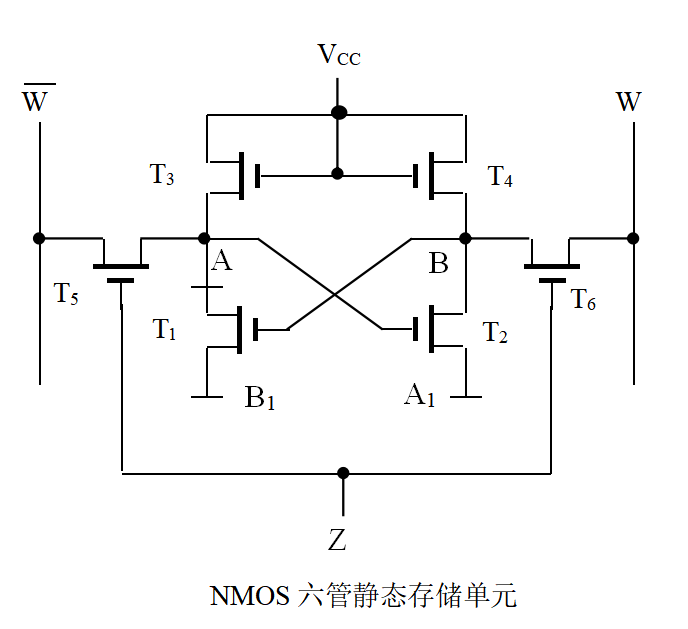 V_CC
W̅ W
T₃ T₄
A B
T₅ T₆
T₁ T₂
B₁ A₁
Z
NMOS 六管静态存储单元